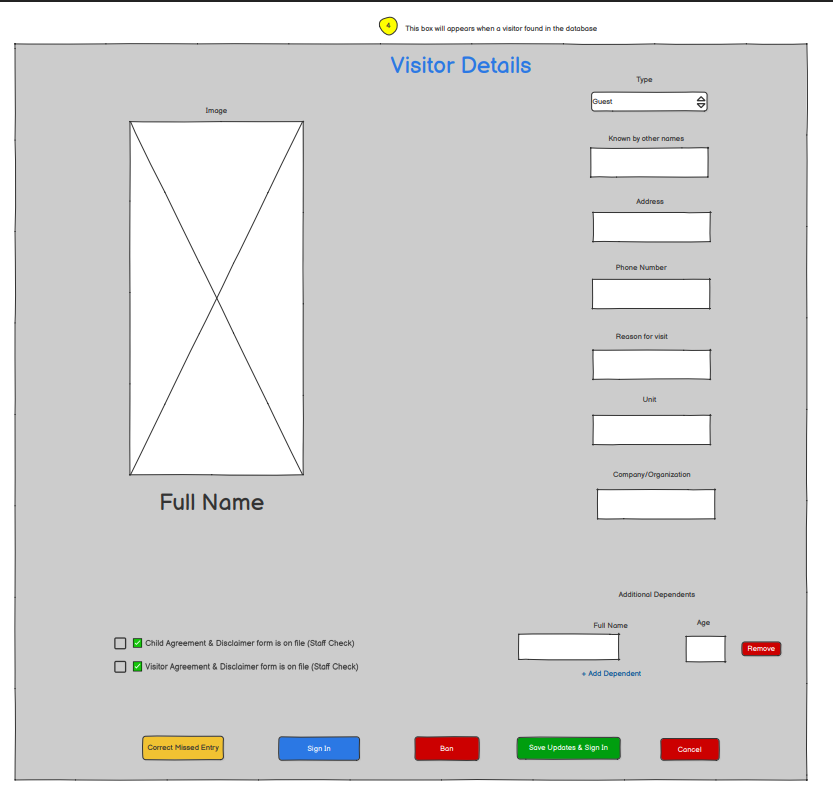 4
This box will appears when a visitor found in the database
Visitor Details
Type
Guest
Image
Known by other names
Address
Phone Number
Reason for visit
Unit
Company/Organization
Full Name
Additional Dependents
Full Name
Age
Remove
+ Add Dependent
Child Agreement & Disclaimer form is on file (Staff Check)
Visitor Agreement & Disclaimer form is on file (Staff Check)
Correct Missed Entry
Sign In
Ban
Save Updates & Sign In
Cancel